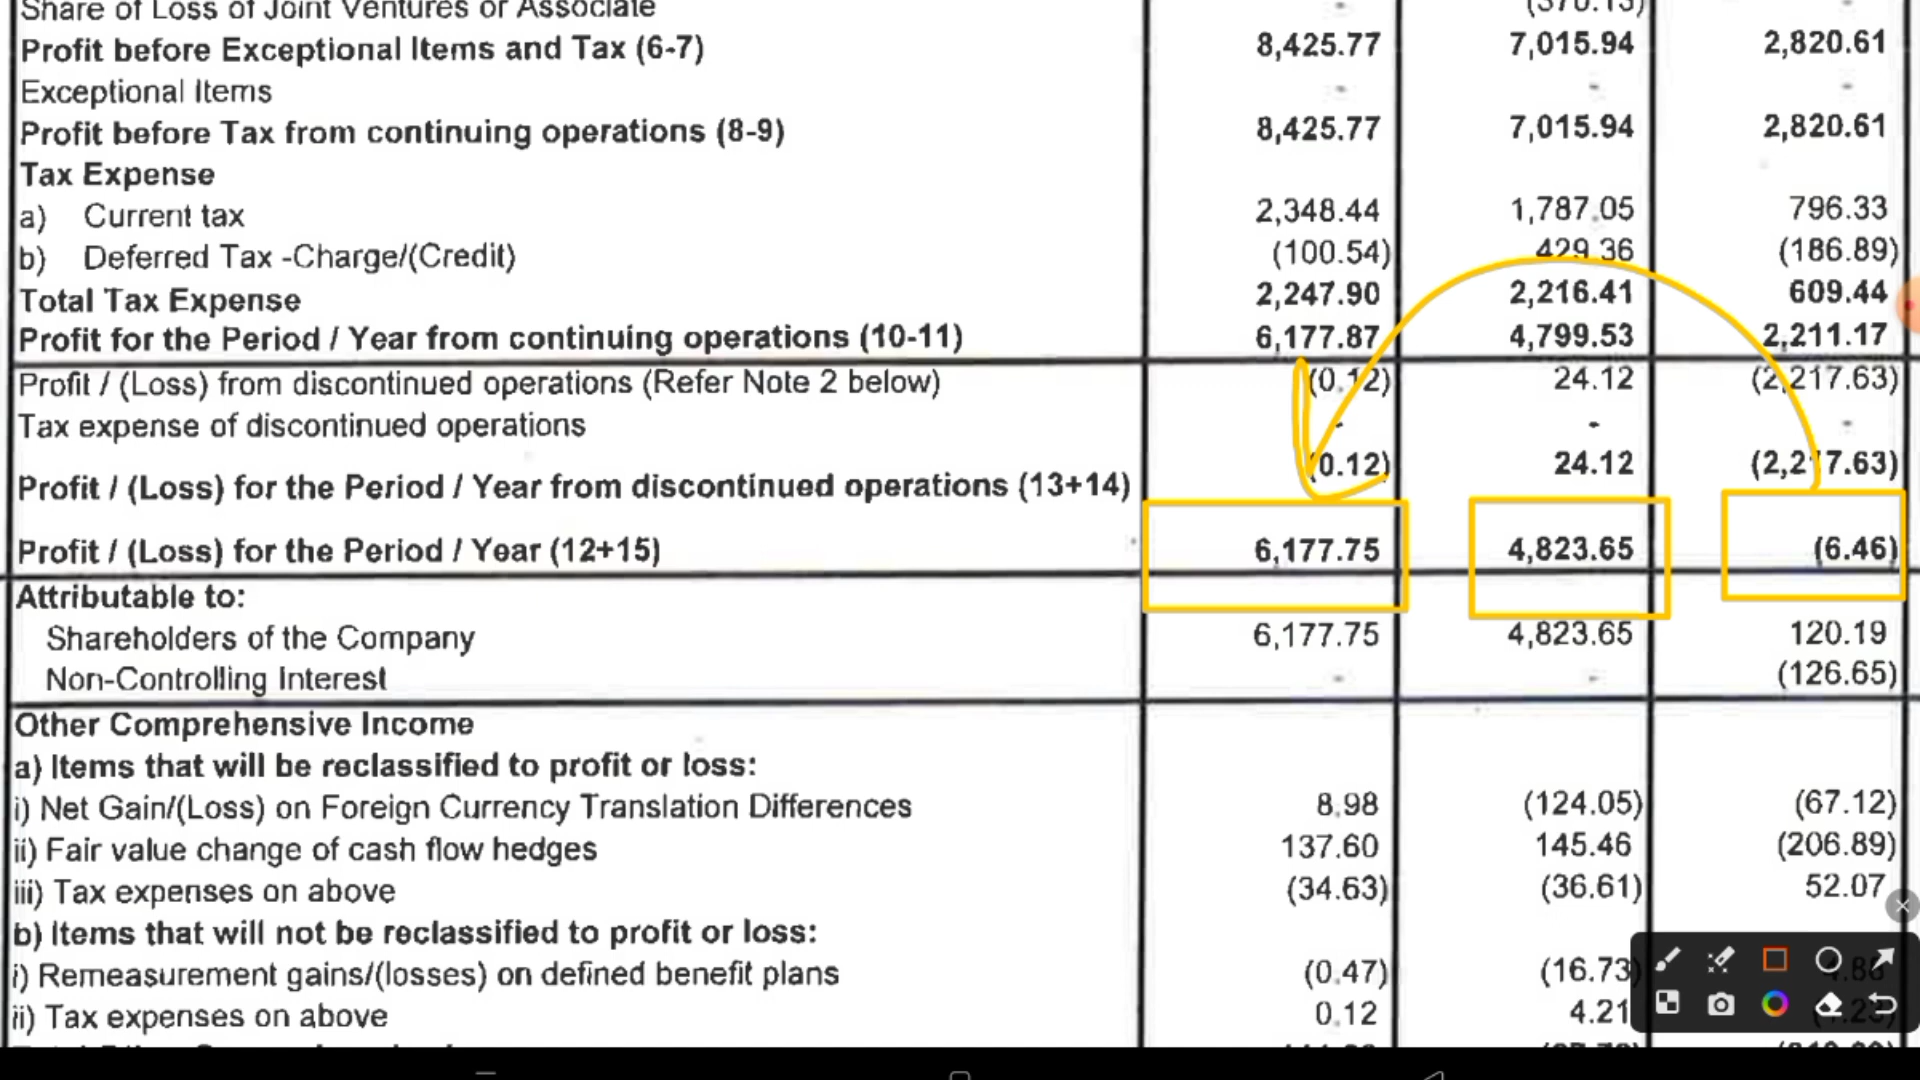 Share of Loss of Joint Ventures or Associate - (370.13) -
Profit before Exceptional Items and Tax (6-7) 8,425.77 7,015.94 2,820.61
Exceptional Items - - -
Profit before Tax from continuing operations (8-9) 8,425.77 7,015.94 2,820.61
Tax Expense
a) Current tax 2,348.44 1,787.05 796.33
b) Deferred Tax -Charge/(Credit) (100.54) 429.36 (186.89)
Total Tax Expense 2,247.90 2,216.41 609.44
Profit for the Period / Year from continuing operations (10-11) 6,177.87 4,799.53 2,211.17
Profit / (Loss) from discontinued operations (Refer Note 2 below) (0.12) 24.12 (2,217.63)
Tax expense of discontinued operations - - -
Profit / (Loss) for the Period / Year from discontinued operations (13+14) (0.12) 24.12 (2,217.63)
Profit / (Loss) for the Period / Year (12+15) 6,177.75 4,823.65 (6.46)
Attributable to:
Shareholders of the Company 6,177.75 4,823.65 120.19
Non-Controlling Interest - - (126.65)
Other Comprehensive Income
a) Items that will be reclassified to profit or loss:
i) Net Gain/(Loss) on Foreign Currency Translation Differences 8.98 (124.05) (67.12)
ii) Fair value change of cash flow hedges 137.60 145.46 (206.89)
iii) Tax expenses on above (34.63) (36.61) 52.07
b) Items that will not be reclassified to profit or loss:
i) Remeasurement gains/(losses) on defined benefit plans (0.47) (16.73)
ii) Tax expenses on above 0.12 4.21